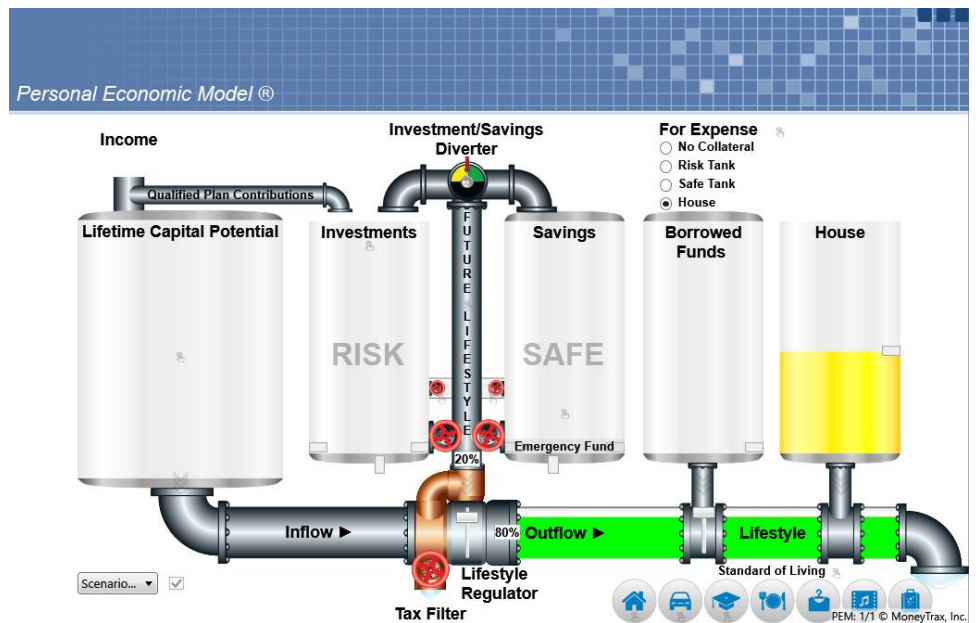 Personal Economic Model ®
Income
Investment/Savings
Diverter
For Expense
No Collateral
Risk Tank
Safe Tank
House
Qualified Plan Contributions
Lifetime Capital Potential
Investments
Savings
Borrowed
Funds
House
FUTURE LIFESTYLE
RISK
SAFE
Emergency Fund
20%
Inflow ►
80%
Outflow ►
Lifestyle
Standard of Living
Scenario...
Lifestyle
Regulator
Tax Filter
PEM: 1/1 © MoneyTrax, Inc.